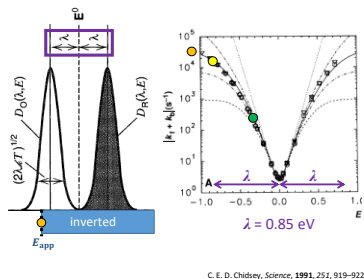 E⁰
λ
λ
D_O(λ,E)
D_R(λ,E)
(2λkT)^{1/2}
inverted
E_app
|k_f + k_b| (s⁻¹)
10⁵
10⁴
10³
10²
10¹
10⁰
A
λ
λ
-1.0
-0.5
0.0
0.5
1.0
E
λ = 0.85 eV
C. E. D. Chidsey, Science, 1991, 251, 919–922